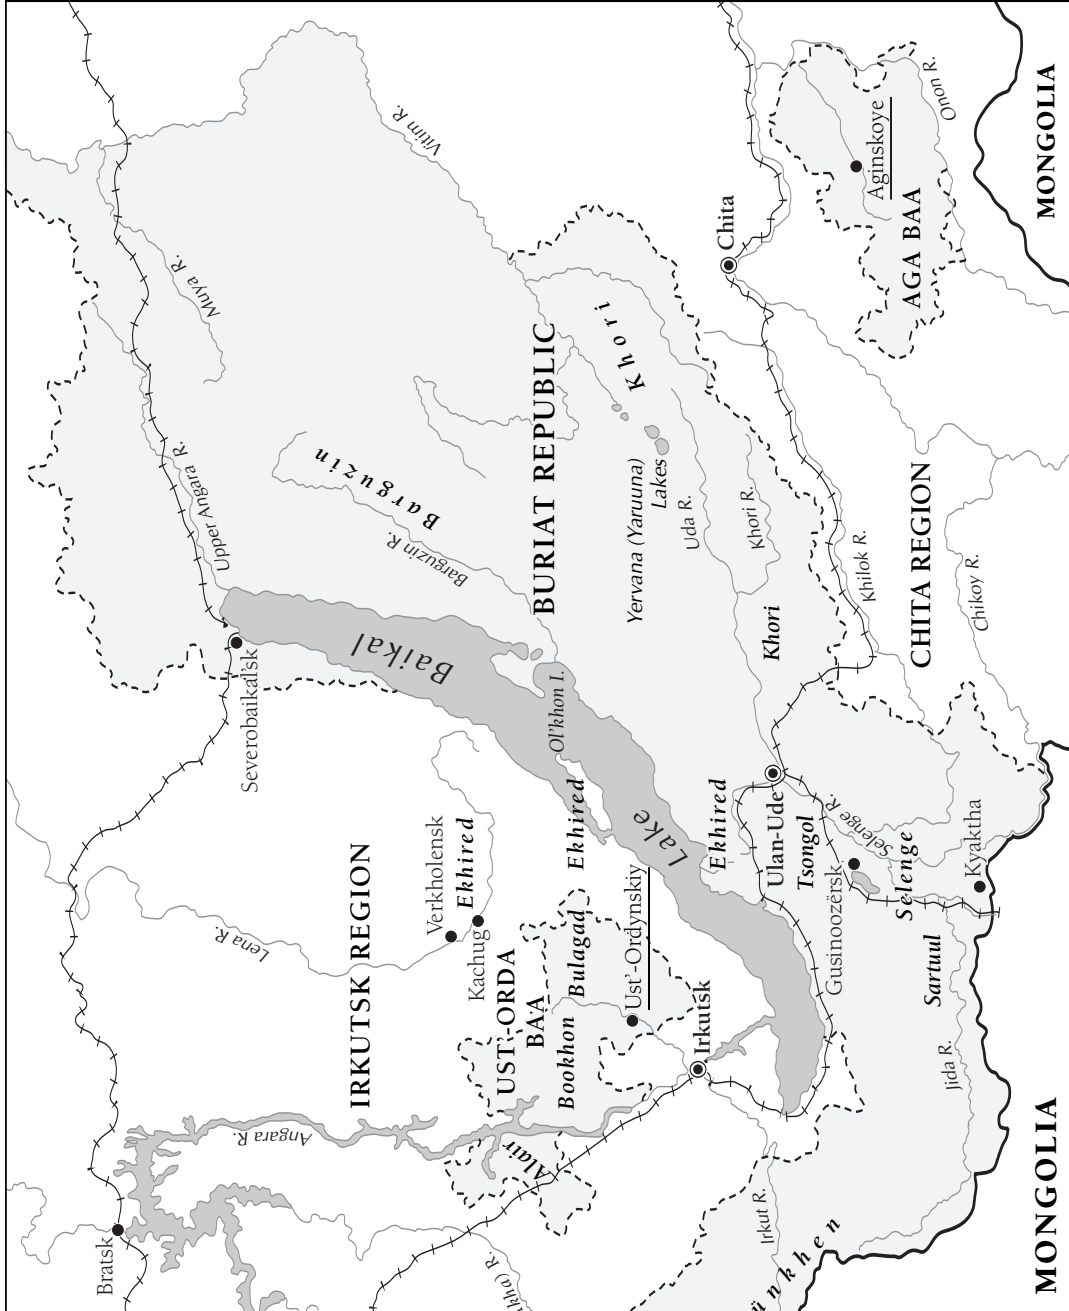 Bratsk
Angara R.
IRKUTSK REGION
Lena R.
Severobaikal'sk
Upper Angara R.
Muya R.
Vitim R.
Barguzin
Barguzin R.
Verkholensk
Ekhired
Kachug
UST'-ORDA
BAA
Bookhon
Bulagad
Ekhired
Alair
Ust'-Ordynskiy
Irkutsk
Irkut R.
Lake
Baikal
Ol'khon I.
BURIAT REPUBLIC
Khori
Yervana (Yaruuna)
Lakes
Uda R.
Khori R.
Khori
Ekhired
Ulan-Ude
Tsongol
Selenge R.
Gusinoozërsk
Selenge
Kyaktha
Sartuul
Jida R.
Khilok R.
CHITA REGION
Chikoy R.
Chita
Aginskoye
AGA BAA
Onon R.
MONGOLIA
MONGOLIA